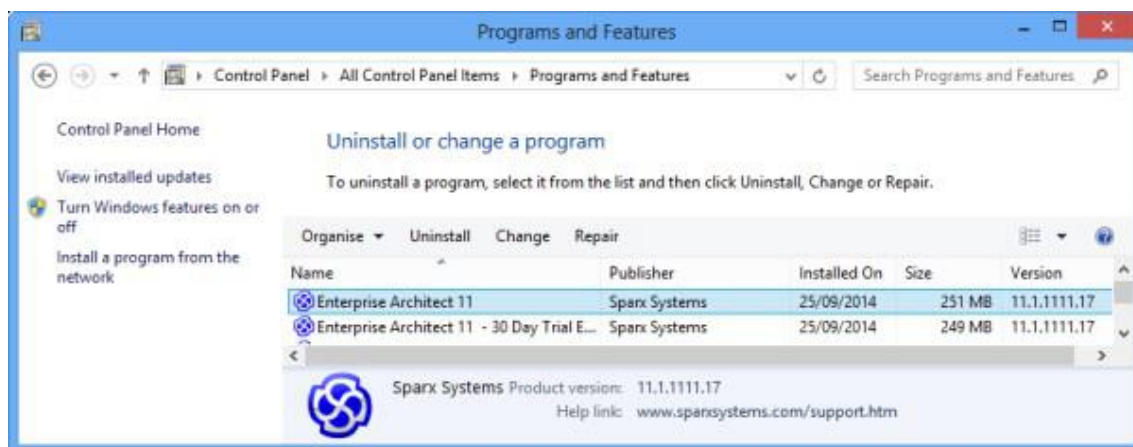 Programs and Features
Control Panel All Control Panel Items Programs and Features Search Programs and Features
Control Panel Home
View installed updates
Turn Windows features on or
off
Install a program from the
network
Uninstall or change a program
To uninstall a program, select it from the list and then click Uninstall, Change or Repair.
Organise Uninstall Change Repair
Name Publisher Installed On Size Version
Enterprise Architect 11 Sparx Systems 25/09/2014 251 MB 11.1.1111.17
Enterprise Architect 11 - 30 Day Trial E... Sparx Systems 25/09/2014 249 MB 11.1.1111.17
Sparx Systems Product version: 11.1.1111.17
Help link: www.sparxsystems.com/support.htm